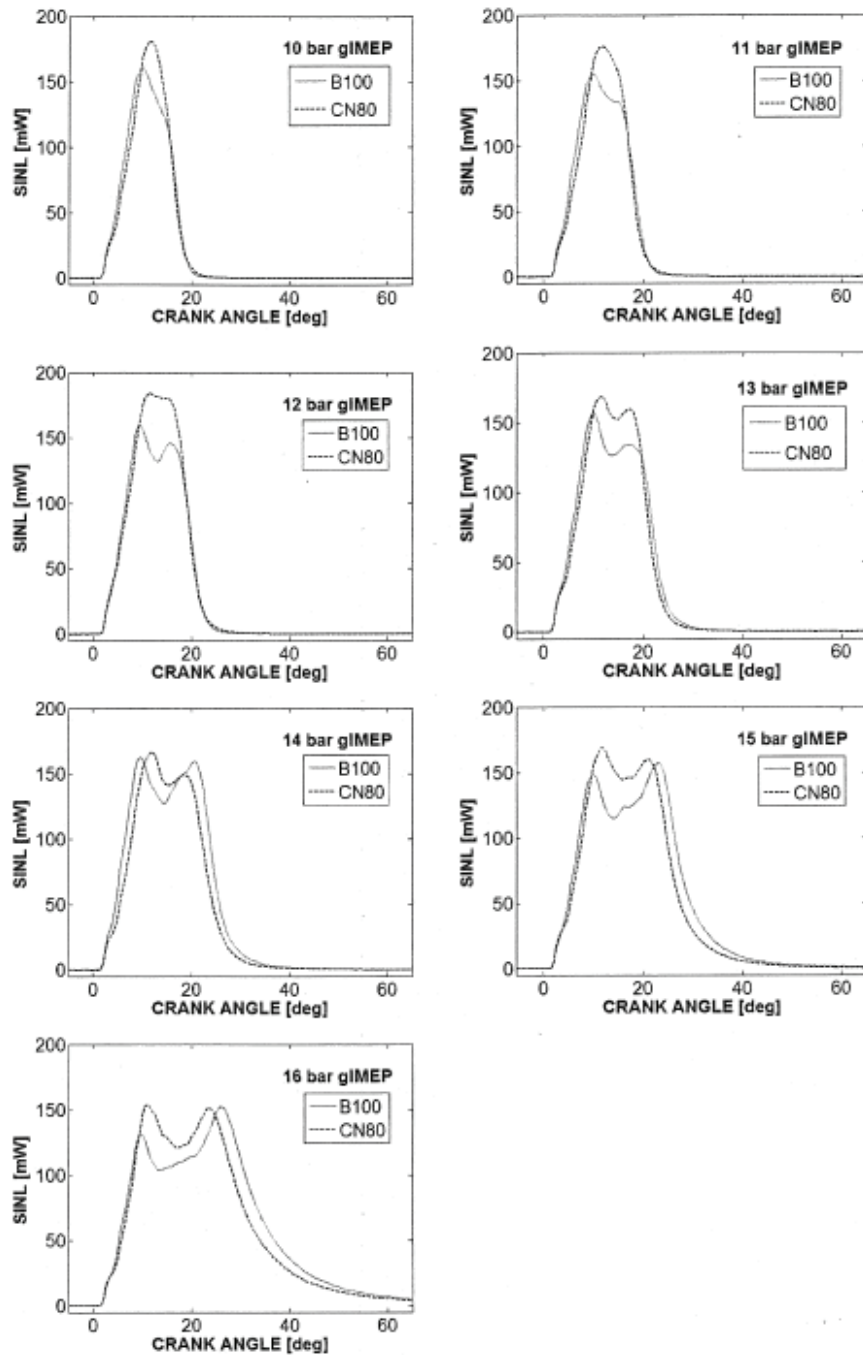 200
150
100
50
0
SINL [mW]
10 bar gIMEP
B100
CN80
0 20 40 60
CRANK ANGLE [deg]
200
150
100
50
0
SINL [mW]
11 bar gIMEP
B100
CN80
0 20 40 60
CRANK ANGLE [deg]
200
150
100
50
0
SINL [mW]
12 bar gIMEP
B100
CN80
0 20 40 60
CRANK ANGLE [deg]
200
150
100
50
0
SINL [mW]
13 bar gIMEP
B100
CN80
0 20 40 60
CRANK ANGLE [deg]
200
150
100
50
0
SINL [mW]
14 bar gIMEP
B100
CN80
0 20 40 60
CRANK ANGLE [deg]
200
150
100
50
0
SINL [mW]
15 bar gIMEP
B100
CN80
0 20 40 60
CRANK ANGLE [deg]
200
150
100
50
0
SINL [mW]
16 bar gIMEP
B100
CN80
0 20 40 60
CRANK ANGLE [deg]